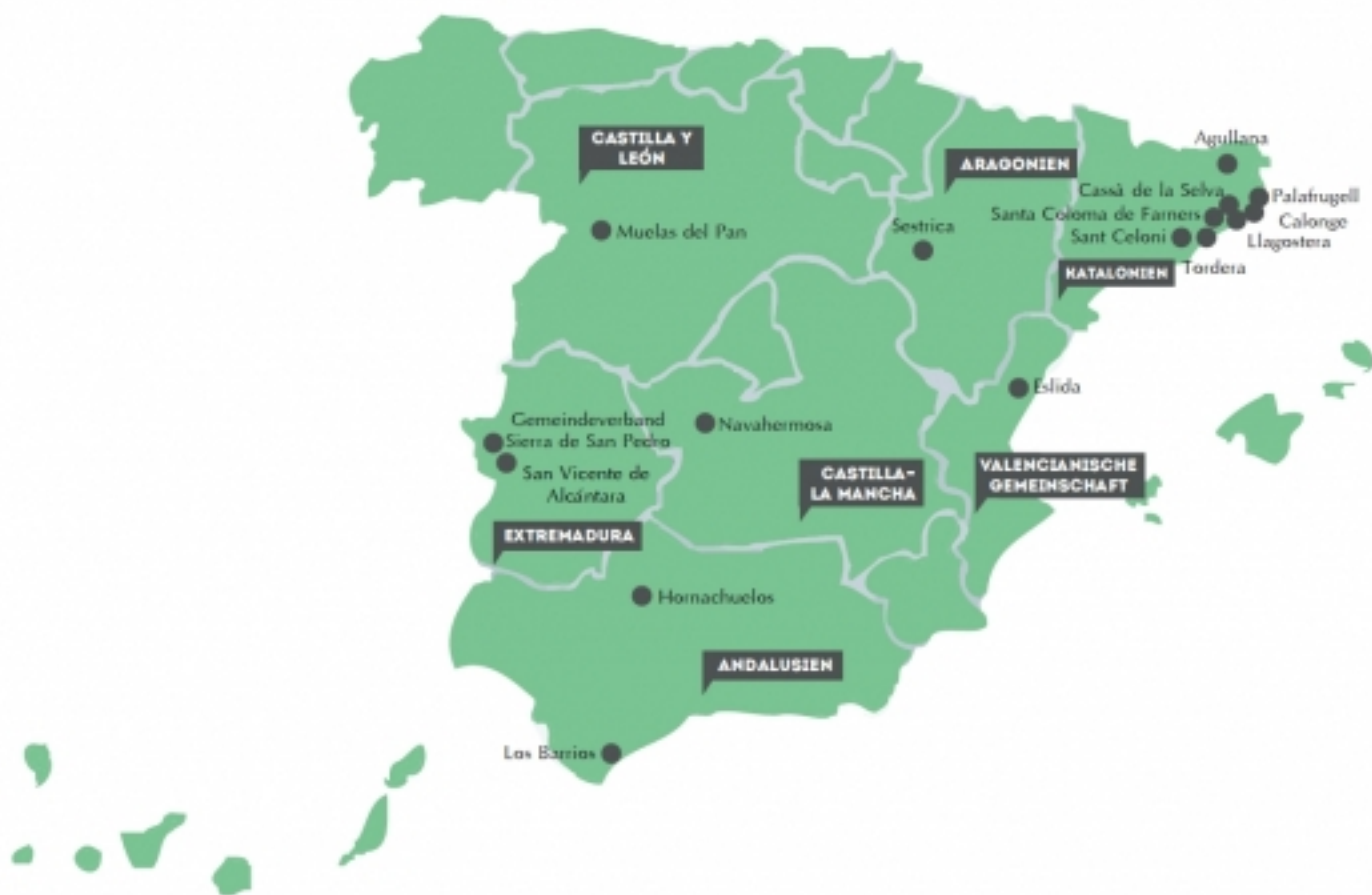 CASTILLA Y
LEÓN
Agullana
ARAGONIEN
Cassà de la Selva
Palafrugell
Santa Coloma de Farners
Calonge
Muelas del Pan
Sestrica
Sant Celoni
Llagostera
KATALONIEN
Tordera
Eslida
Gemeindeverband
Sierra de San Pedro
Navahermosa
San Vicente de
Alcántara
CASTILLA-
LA MANCHA
VALENCIANISCHE
GEMEINSCHAFT
EXTREMADURA
Hornachuelos
ANDALUSIEN
Los Barrios